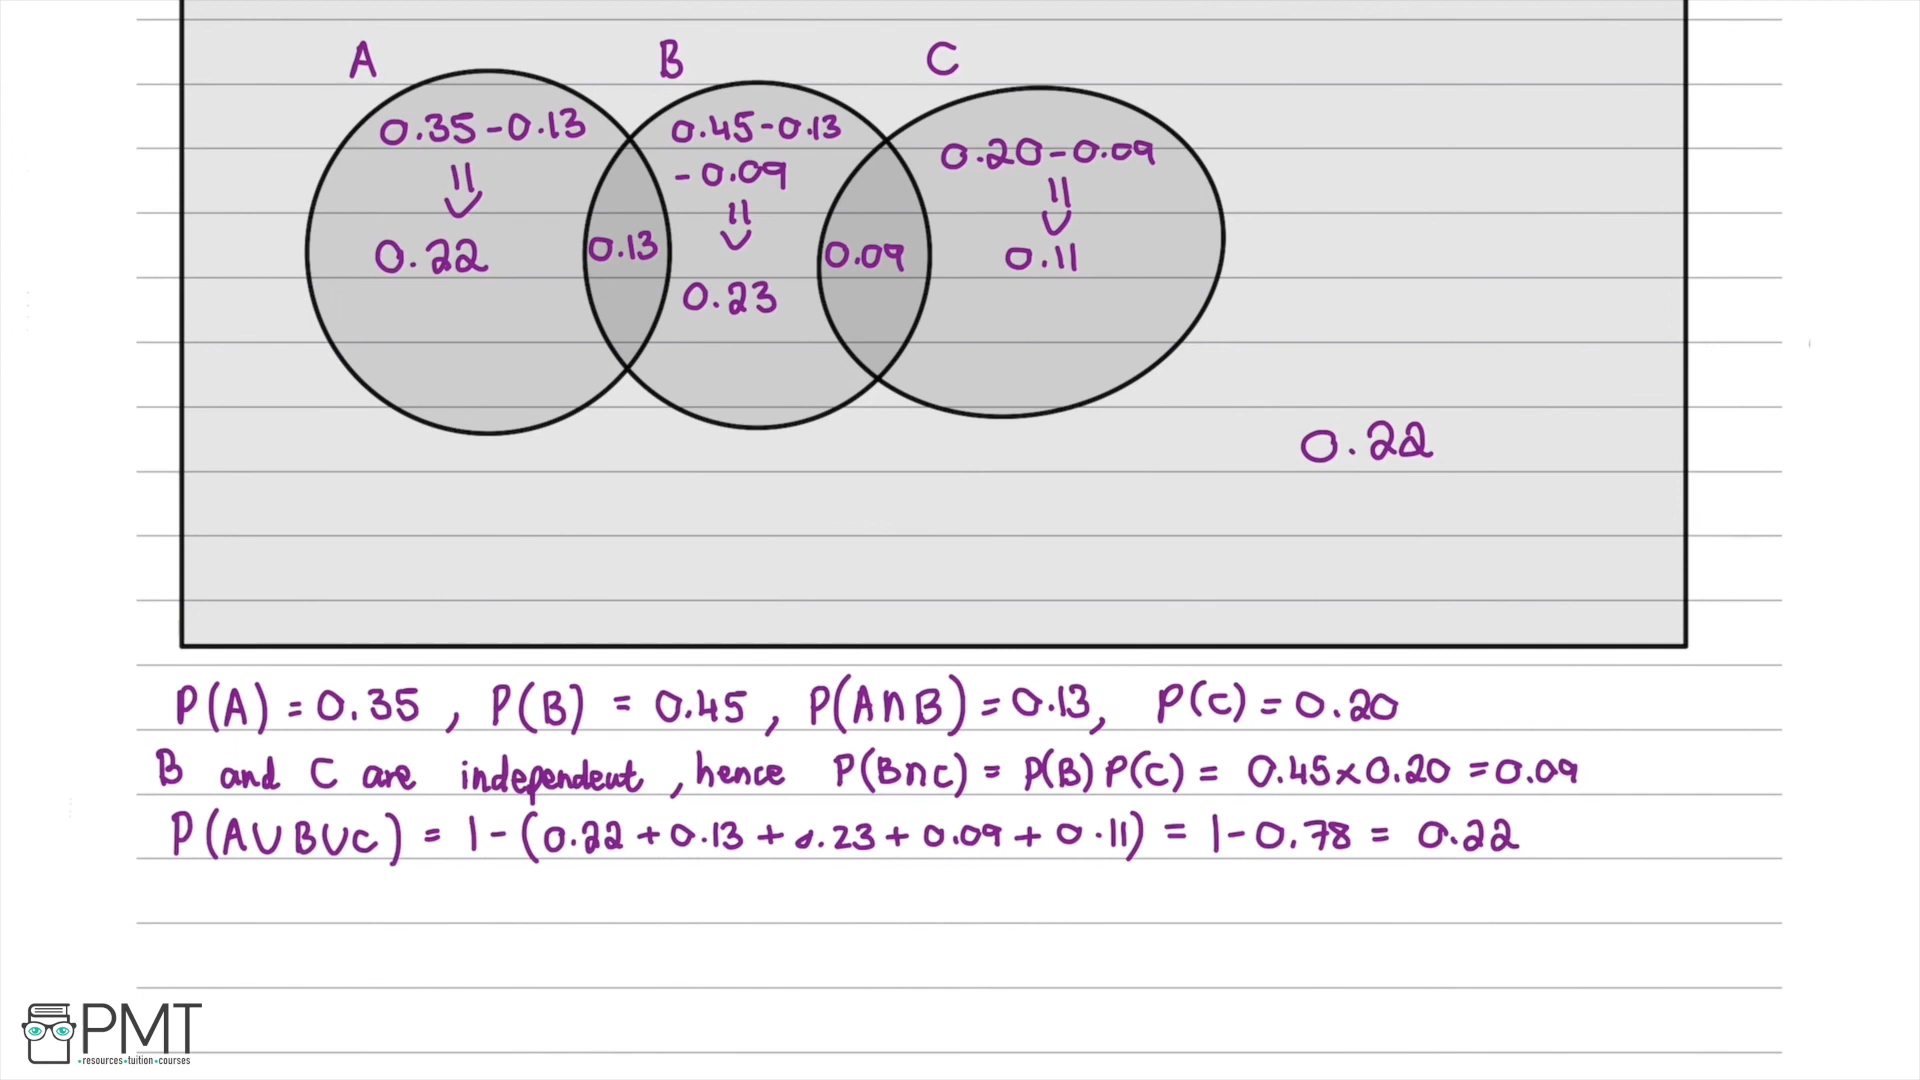 A B C
0.35-0.13 0.45-0.13 0.20-0.09
-0.09
0.22 0.13 0.23 0.09 0.11
0.22
P(A) = 0.35 , P(B) = 0.45 , P(A∩B) = 0.13, P(C) = 0.20
B and C are independent , hence P(B∩C) = P(B) P(C) = 0.45×0.20 = 0.09
P(A∪B∪C) = 1-(0.22+0.13+0.23+0.09+0.11) = 1-0.78 = 0.22
PMT
•resources•tuition•courses